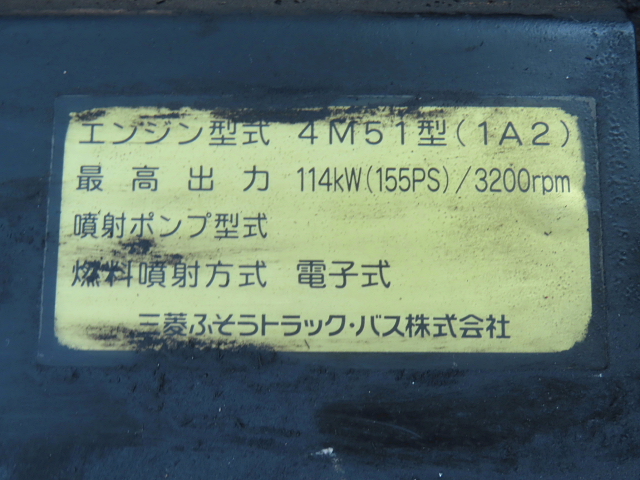 エンジン型式 4M51型(1A2)
最高出力 114kW(155PS)/3200rpm
噴射ポンプ型式
燃料噴射方式 電子式
三菱ふそうトラック・バス株式会社